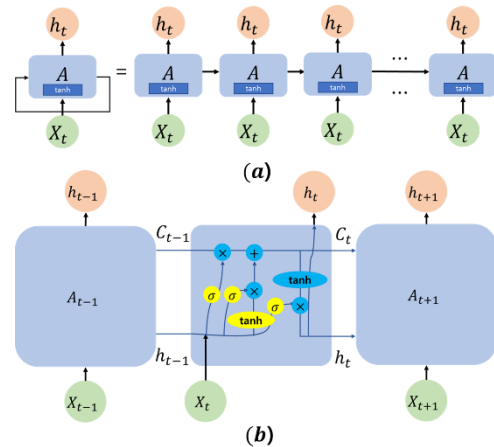 h_t = h_t h_t h_t ... h_t
A A A A ... A
tanh tanh tanh tanh tanh
X_t X_t X_t X_t X_t
(a)
h_{t-1} h_t h_{t+1}
C_{t-1} C_t
× +
tanh
A_{t-1} σ σ × σ × A_{t+1}
tanh
h_{t-1} h_t
X_{t-1} X_t X_{t+1}
(b)